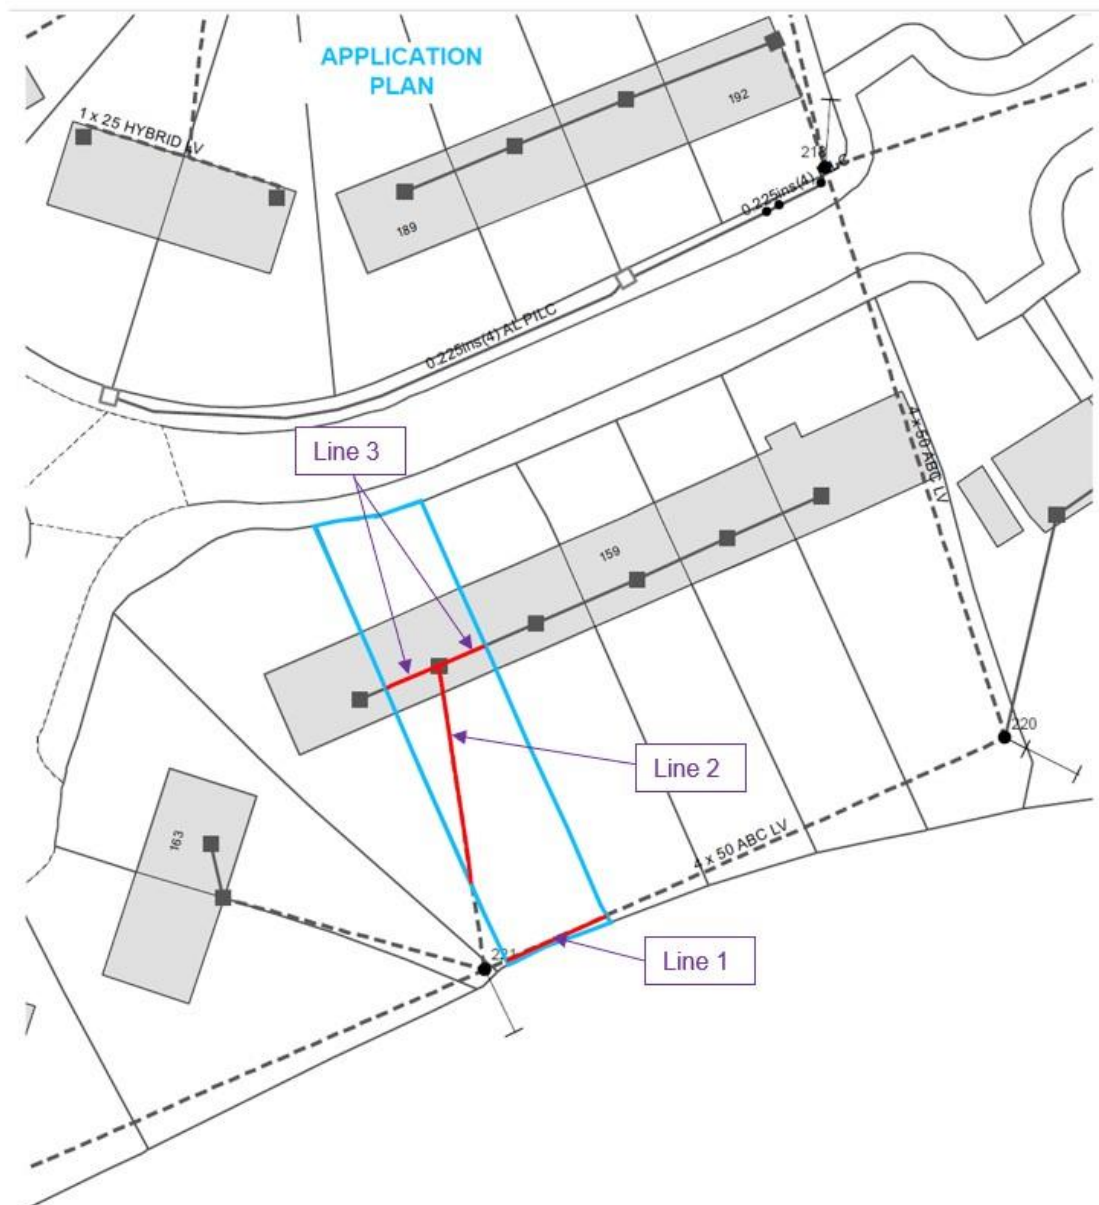 APPLICATION
PLAN
1 x 25 HYBRID LV
192
189
0.225ins(4)
0.225ins(4) AL PILC
Line 3
4 x 50 ABC LV
159
220
Line 2
163
4 x 50 ABC LV
221
Line 1